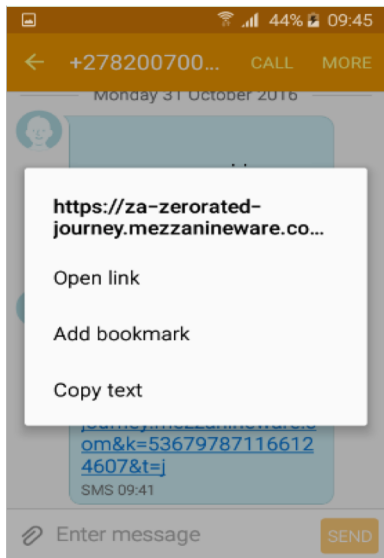 44% 09:45
+278200700... CALL MORE
Monday 31 October 2016
https://za-zerorated-
journey.mezzanineware.co...
Open link
Add bookmark
Copy text
journey.mezzanineware.c
om&k=53679787116612
4607&t=j
SMS 09:41
Enter message SEND